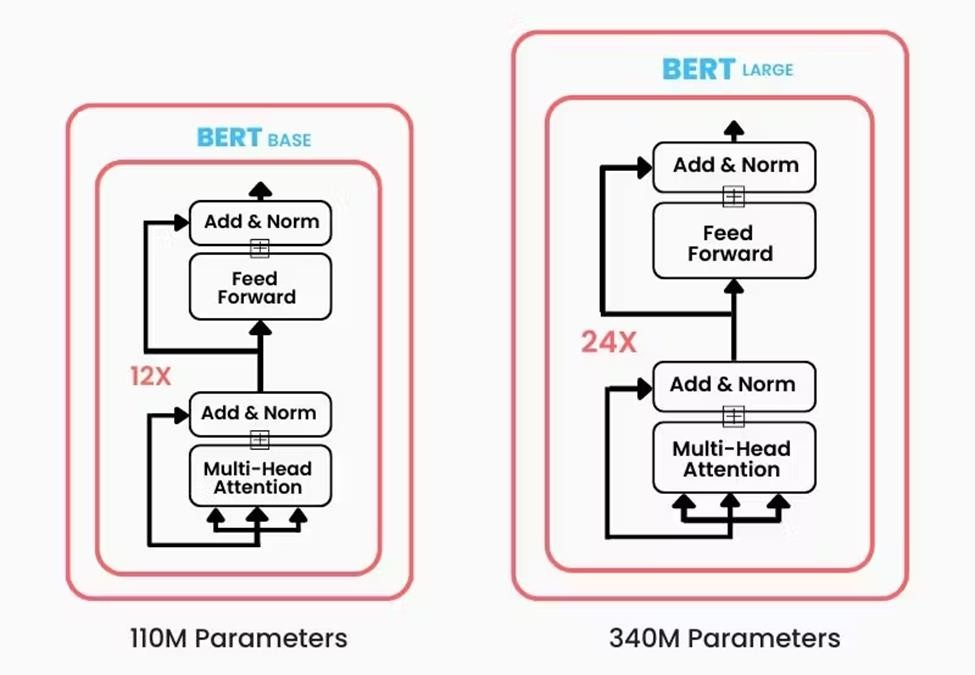 BERT BASE
Add & Norm
Feed
Forward
12X
Add & Norm
Multi-Head
Attention
110M Parameters
BERT LARGE
Add & Norm
Feed
Forward
24X
Add & Norm
Multi-Head
Attention
340M Parameters